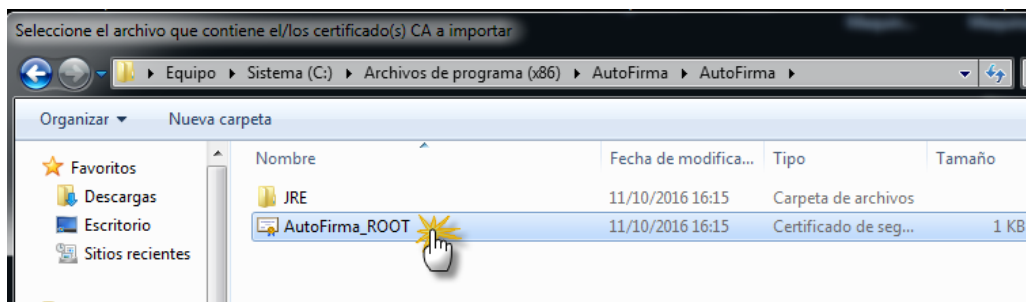 Seleccione el archivo que contiene el/los certificado(s) CA a importar
Equipo Sistema (C:) Archivos de programa (x86) AutoFirma AutoFirma
Organizar Nueva carpeta
Favoritos
Descargas
Escritorio
Sitios recientes
Nombre Fecha de modifica... Tipo Tamaño
JRE 11/10/2016 16:15 Carpeta de archivos
AutoFirma_ROOT 11/10/2016 16:15 Certificado de seg... 1 KB